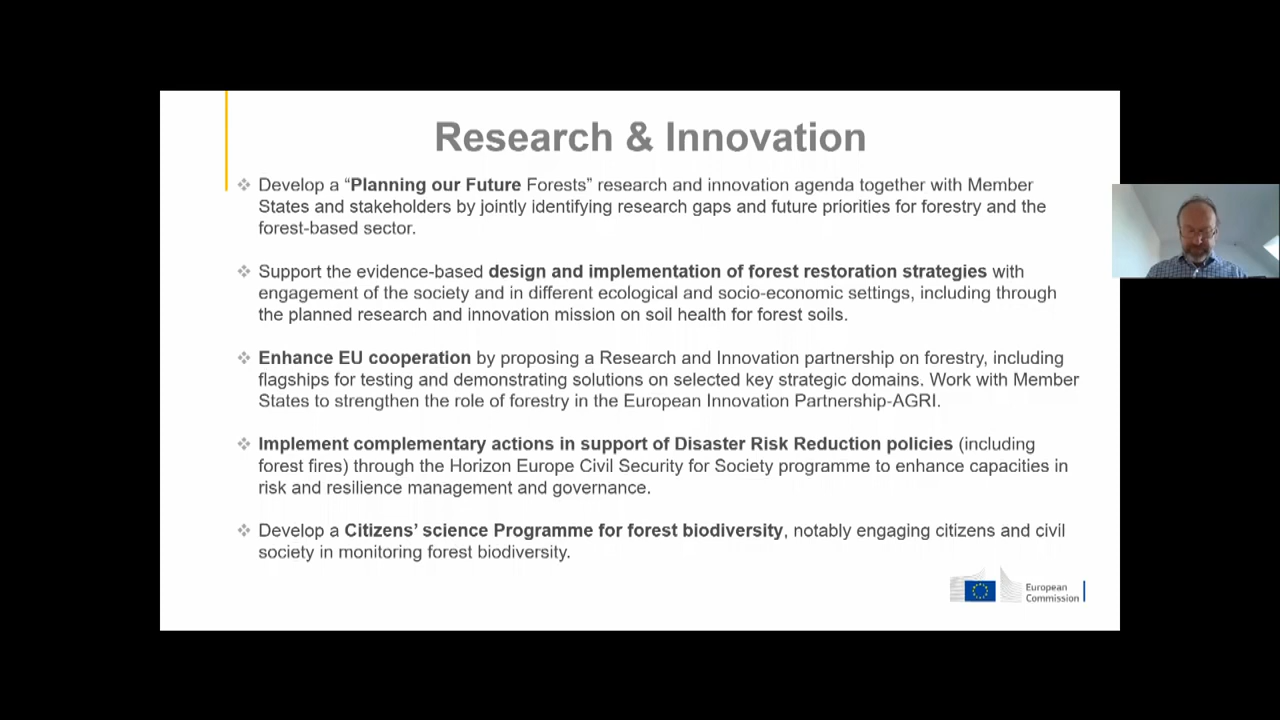 Research & Innovation
❖ Develop a “Planning our Future Forests” research and innovation agenda together with Member
States and stakeholders by jointly identifying research gaps and future priorities for forestry and the
forest-based sector.
❖ Support the evidence-based design and implementation of forest restoration strategies with
engagement of the society and in different ecological and socio-economic settings, including through
the planned research and innovation mission on soil health for forest soils.
❖ Enhance EU cooperation by proposing a Research and Innovation partnership on forestry, including
flagships for testing and demonstrating solutions on selected key strategic domains. Work with Member
States to strengthen the role of forestry in the European Innovation Partnership-AGRI.
❖ Implement complementary actions in support of Disaster Risk Reduction policies (including
forest fires) through the Horizon Europe Civil Security for Society programme to enhance capacities in
risk and resilience management and governance.
❖ Develop a Citizens’ science Programme for forest biodiversity, notably engaging citizens and civil
society in monitoring forest biodiversity.
European
Commission